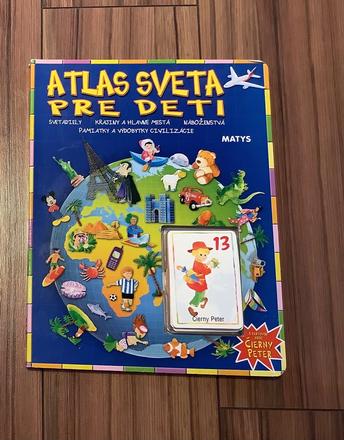 ATLAS SVETA
PRE DETI
SVETADIELY KRAJINY A HLAVNÉ MESTÁ NÁBOŽENSTVÁ
PAMIATKY A VÝDOBYTKY CIVILIZÁCIE
MATYS
13
Čierny Peter
ČIERNY
PETER